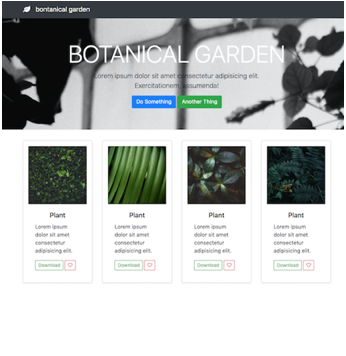 bontanical garden
BOTANICAL GARDEN
Lorem ipsum dolor sit amet consectetur adipisicing elit.
Exercitationem, assumenda!
Do Something Another Thing
Plant
Lorem ipsum
dolor sit amet
consectetur
adipisicing elit.
Download
Plant
Lorem ipsum
dolor sit amet
consectetur
adipisicing elit.
Download
Plant
Lorem ipsum
dolor sit amet
consectetur
adipisicing elit.
Download
Plant
Lorem ipsum
dolor sit amet
consectetur
adipisicing elit.
Download